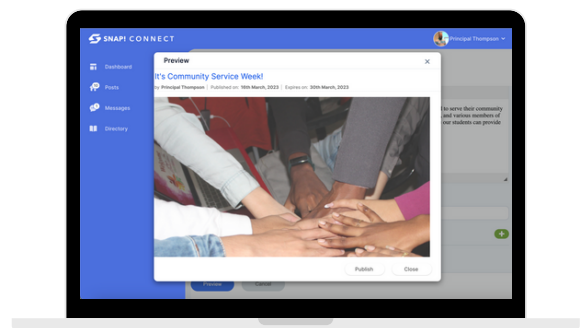 SNAP! CONNECT
Principal Thompson
Dashboard
Posts
Messages
Directory
Preview
×
It's Community Service Week!
by Principal Thompson | Published on: 16th March, 2023 | Expires on: 30th March, 2023
to serve their community
, and various members of
our students can provide
+
Publish
Close
Preview
Cancel